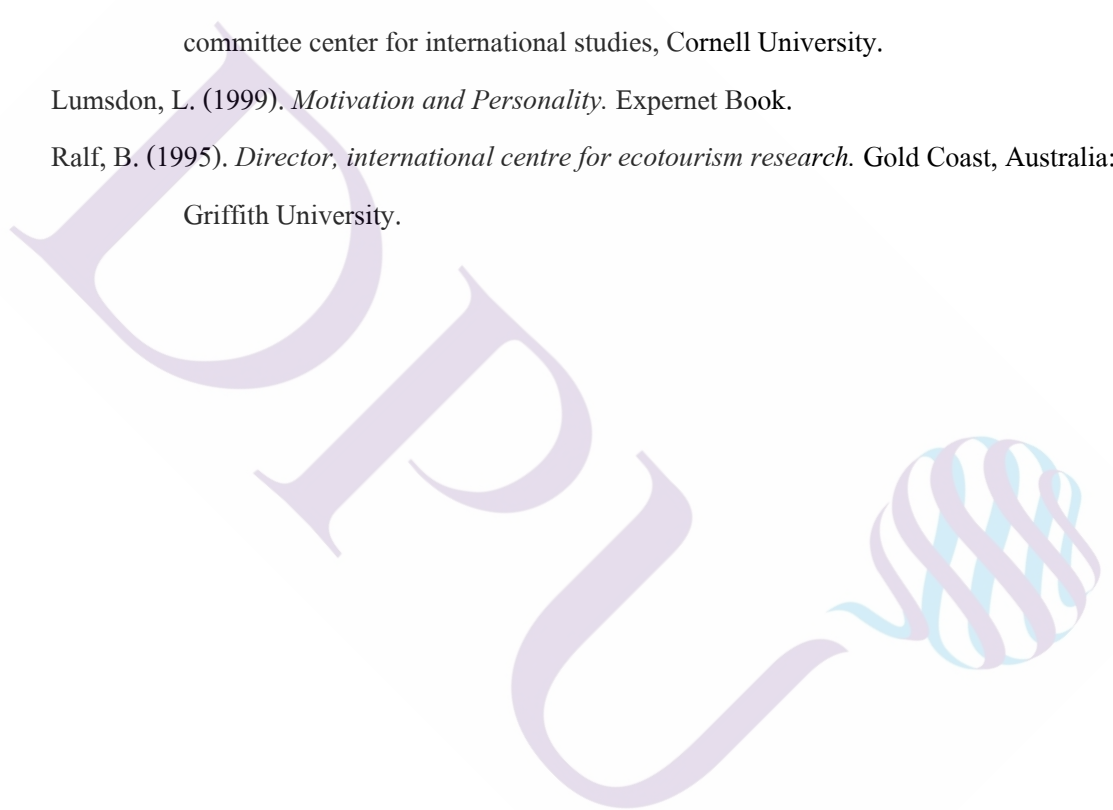 committee center for international studies, Cornell University.
Lumsdon, L. (1999). Motivation and Personality. Expernet Book.
Ralf, B. (1995). Director, international centre for ecotourism research. Gold Coast, Australia:
Griffith University.
DPU